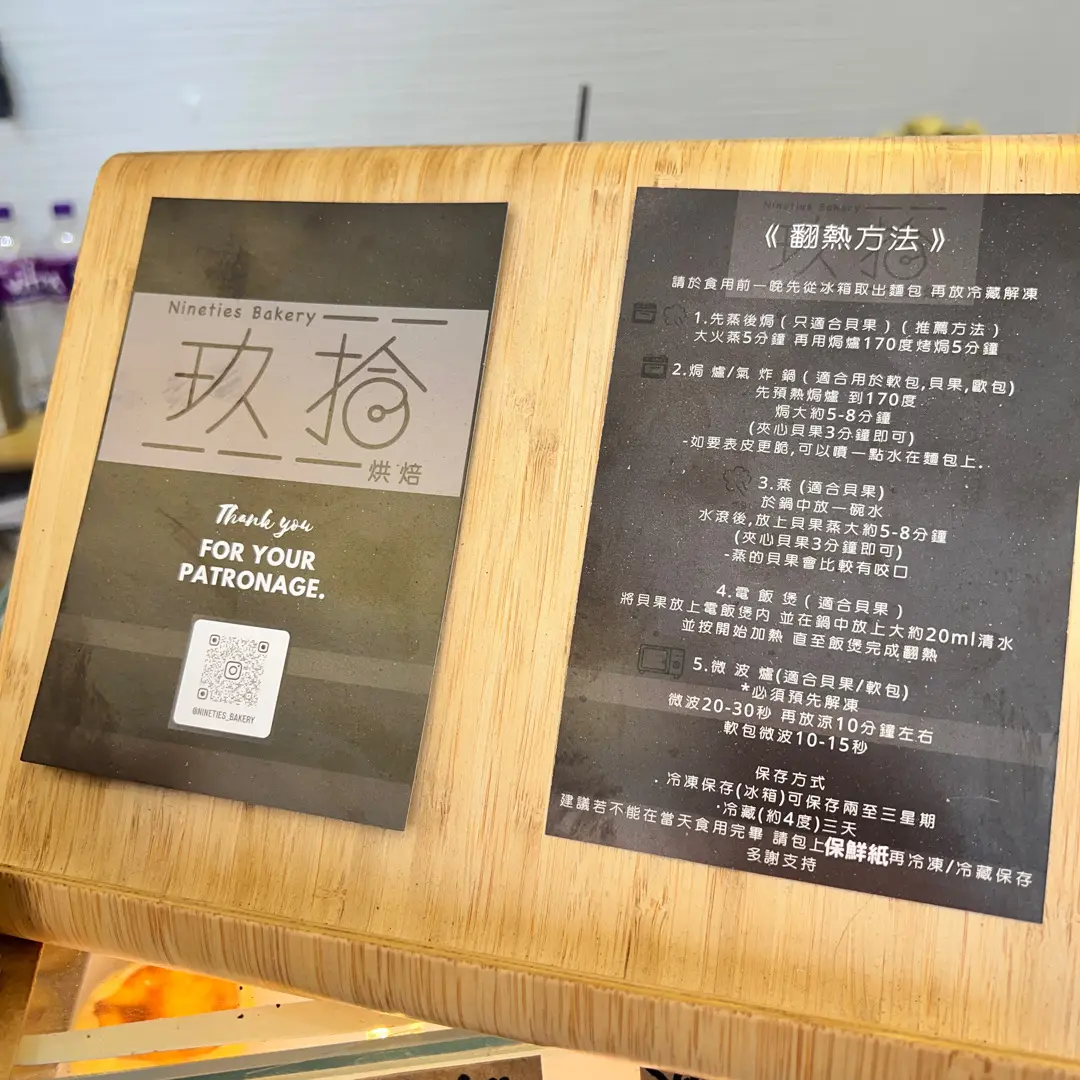 Nineties Bakery
玖拾
烘焙
Thank you
FOR YOUR
PATRONAGE.
@NINETIES_BAKERY
Nineties Bakery
玖拾
《翻熱方法》
請於食用前一晚先從冰箱取出麵包 再放冷藏解凍
1.先蒸後焗(只適合貝果)(推薦方法)
大火蒸5分鐘 再用焗爐170度烤焗5分鐘
2.焗 爐/氣 炸 鍋(適合用於軟包,貝果,歐包)
先預熱焗爐 到170度
焗大約5-8分鐘
(夾心貝果3分鐘即可)
-如要表皮更脆,可以噴一點水在麵包上..
3.蒸 (適合貝果)
於鍋中放一碗水
水滾後,放上貝果蒸大約5-8分鐘
(夾心貝果3分鐘即可)
-蒸的貝果會比較有咬口
4.電 飯 煲(適合貝果)
將貝果放上電飯煲内 並在鍋中放上大約20ml清水
並按開始加熱 直至飯煲完成翻熱
5.微 波 爐(適合貝果/軟包)
*必須預先解凍
微波20-30秒 再放涼10分鐘左右
軟包微波10-15秒
保存方式
·冷凍保存(冰箱)可保存兩至三星期
·冷藏(約4度)三天
建議若不能在當天食用完畢 請包上保鮮紙再冷凍/冷藏保存
多謝支持